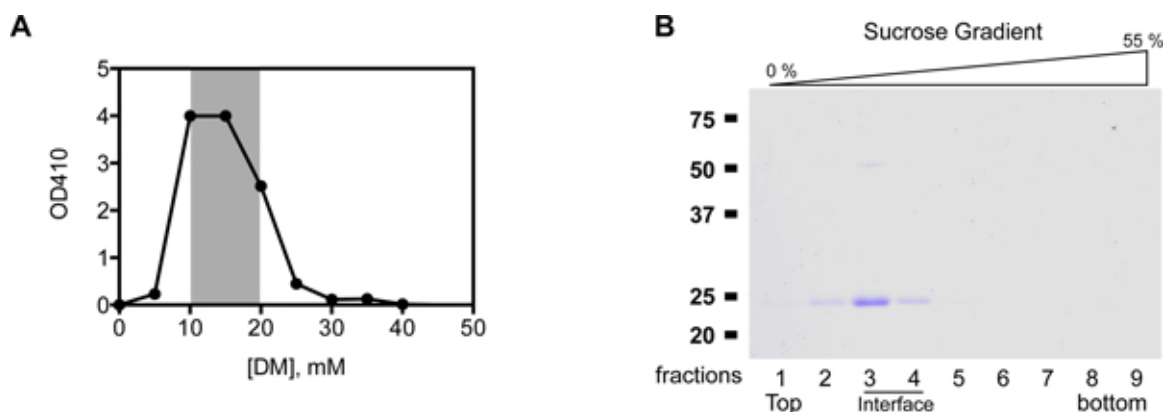 A
5
4
3
2
1
0
OD410
0 10 20 30 40 50
[DM], mM
B
Sucrose Gradient
0 %
55 %
75
50
37
25
20
fractions 1 2 3 4 5 6 7 8 9
Top Interface bottom